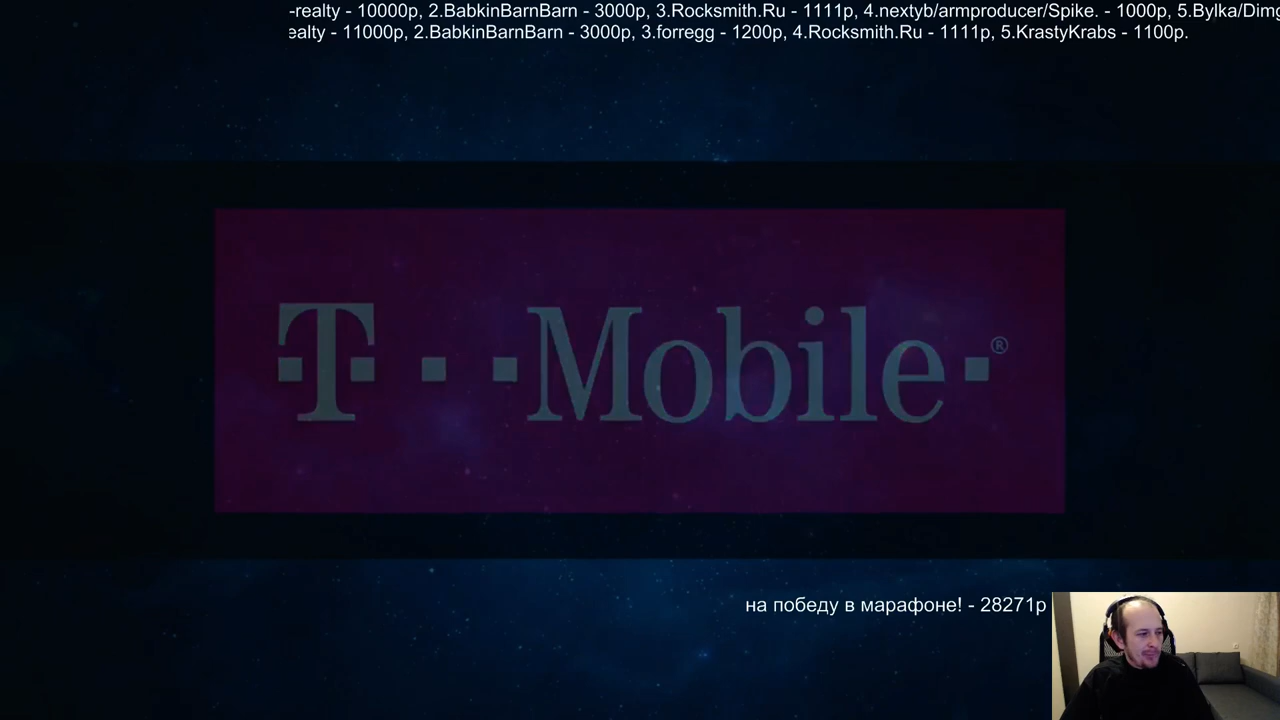 -realty - 10000р, 2.BabkinBarnBarn - 3000р, 3.Rocksmith.Ru - 1111р, 4.nextyb/armproducer/Spike. - 1000р, 5.Bylka/Dimo
ealty - 11000р, 2.BabkinBarnBarn - 3000р, 3.forregg - 1200р, 4.Rocksmith.Ru - 1111р, 5.KrastyKrabs - 1100р.
T··Mobile·®
на победу в марафоне! - 28271р